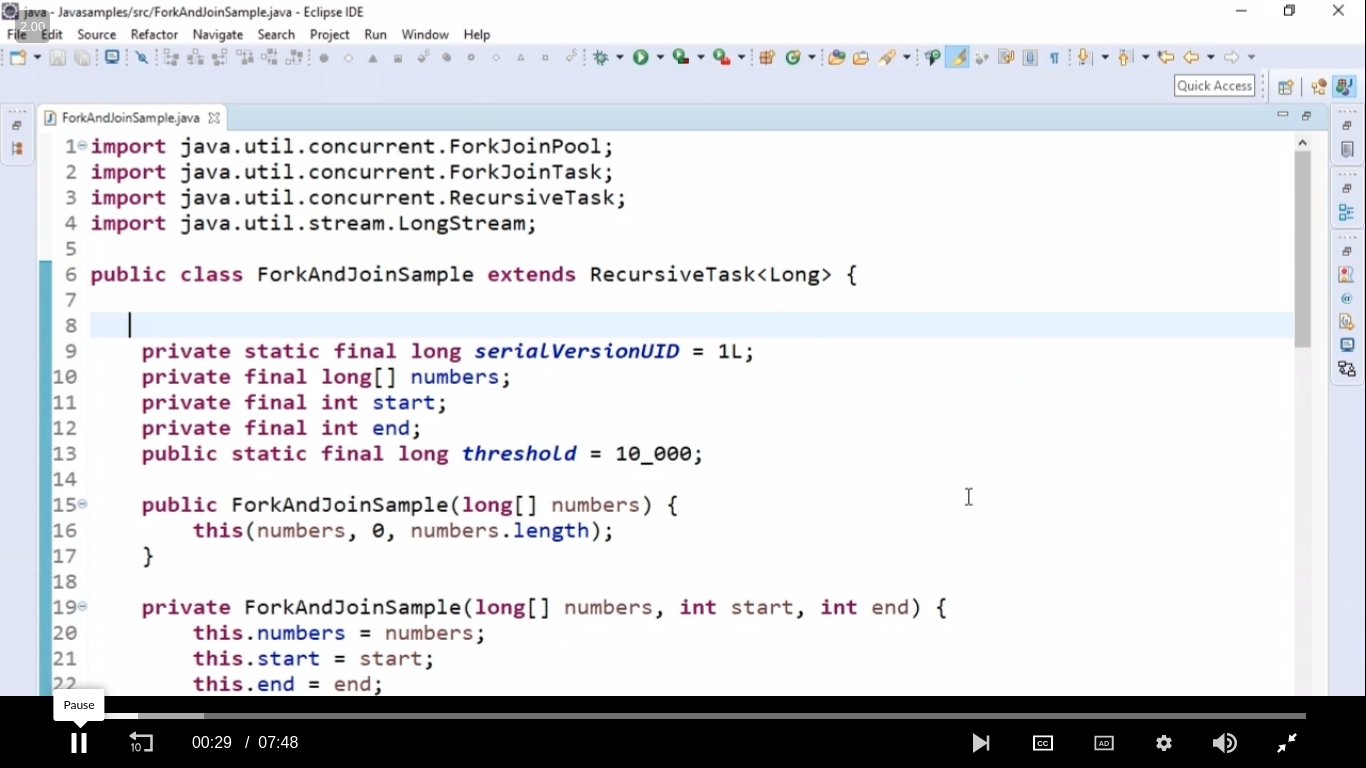 java - Javasamples/src/ForkAndJoinSample.java - Eclipse IDE
2.00
File Edit Source Refactor Navigate Search Project Run Window Help
Quick Access
ForkAndJoinSample.java
1 import java.util.concurrent.ForkJoinPool;
2 import java.util.concurrent.ForkJoinTask;
3 import java.util.concurrent.RecursiveTask;
4 import java.util.stream.LongStream;
5
6 public class ForkAndJoinSample extends RecursiveTask<Long> {
7
8
9 private static final long serialVersionUID = 1L;
10 private final long[] numbers;
11 private final int start;
12 private final int end;
13 public static final long threshold = 10_000;
14
15 public ForkAndJoinSample(long[] numbers) {
16 this(numbers, 0, numbers.length);
17 }
18
19 private ForkAndJoinSample(long[] numbers, int start, int end) {
20 this.numbers = numbers;
21 this.start = start;
22 this.end = end;
Pause
10
00:29 / 07:48
CC
AD